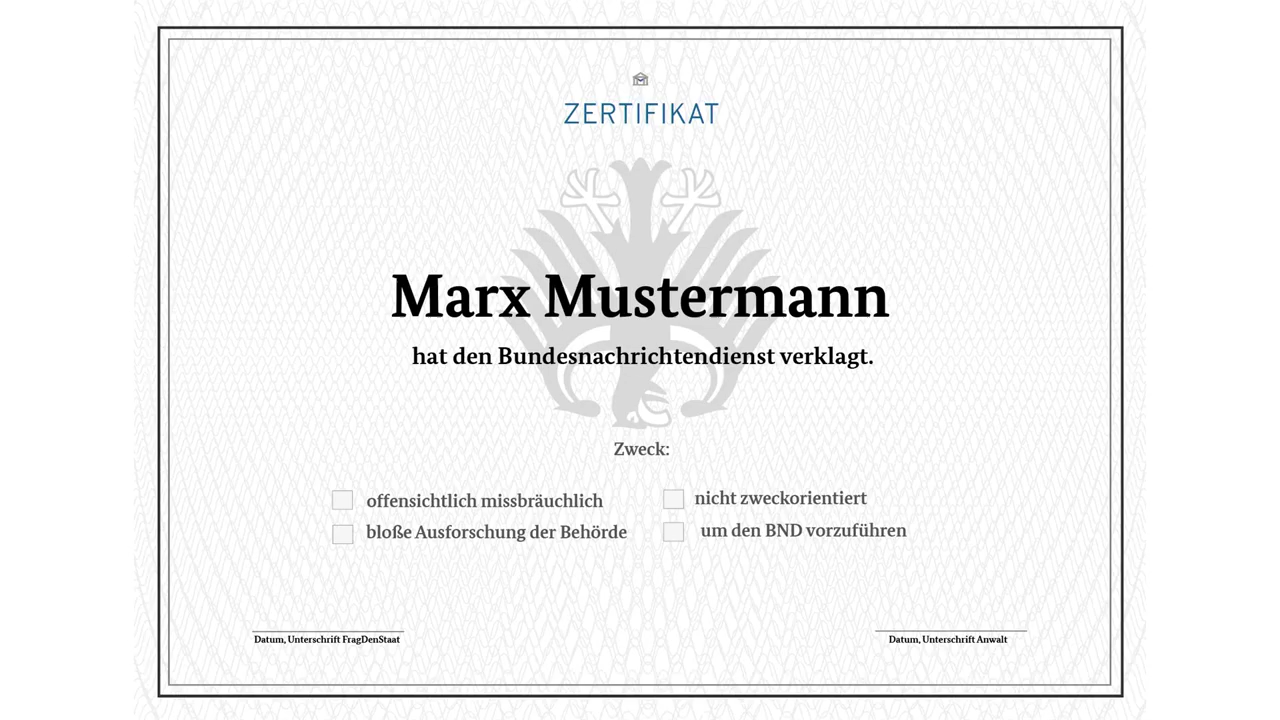 ZERTIFIKAT
Marx Mustermann
hat den Bundesnachrichtendienst verklagt.
Zweck:
offensichtlich missbräuchlich
nicht zweckorientiert
bloße Ausforschung der Behörde
um den BND vorzuführen
Datum, Unterschrift FragDenStaat
Datum, Unterschrift Anwalt